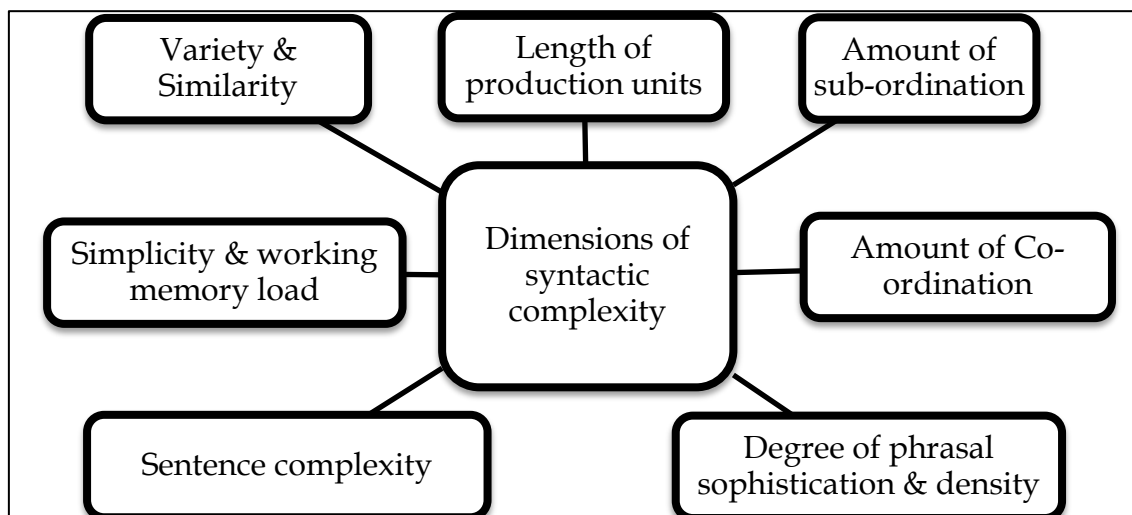 Variety &
Similarity
Length of
production units
Amount of
sub-ordination
Simplicity & working
memory load
Dimensions of
syntactic
complexity
Amount of Co-
ordination
Sentence complexity
Degree of phrasal
sophistication & density